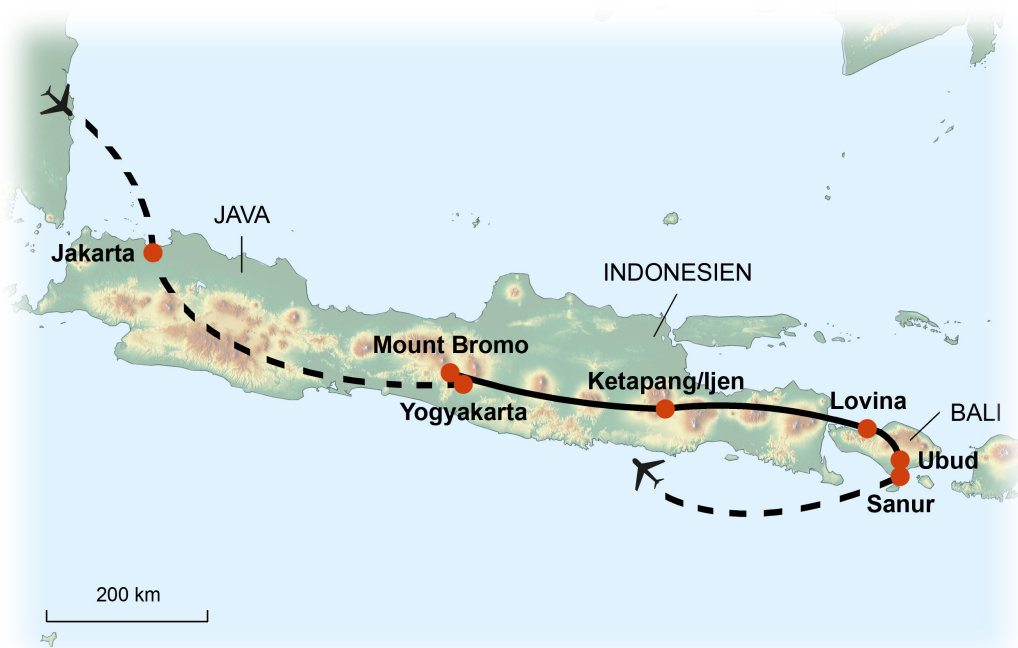 JAVA
Jakarta
INDONESIEN
Mount Bromo
Ketapang/Ijen
Yogyakarta
Lovina
BALI
Ubud
Sanur
200 km